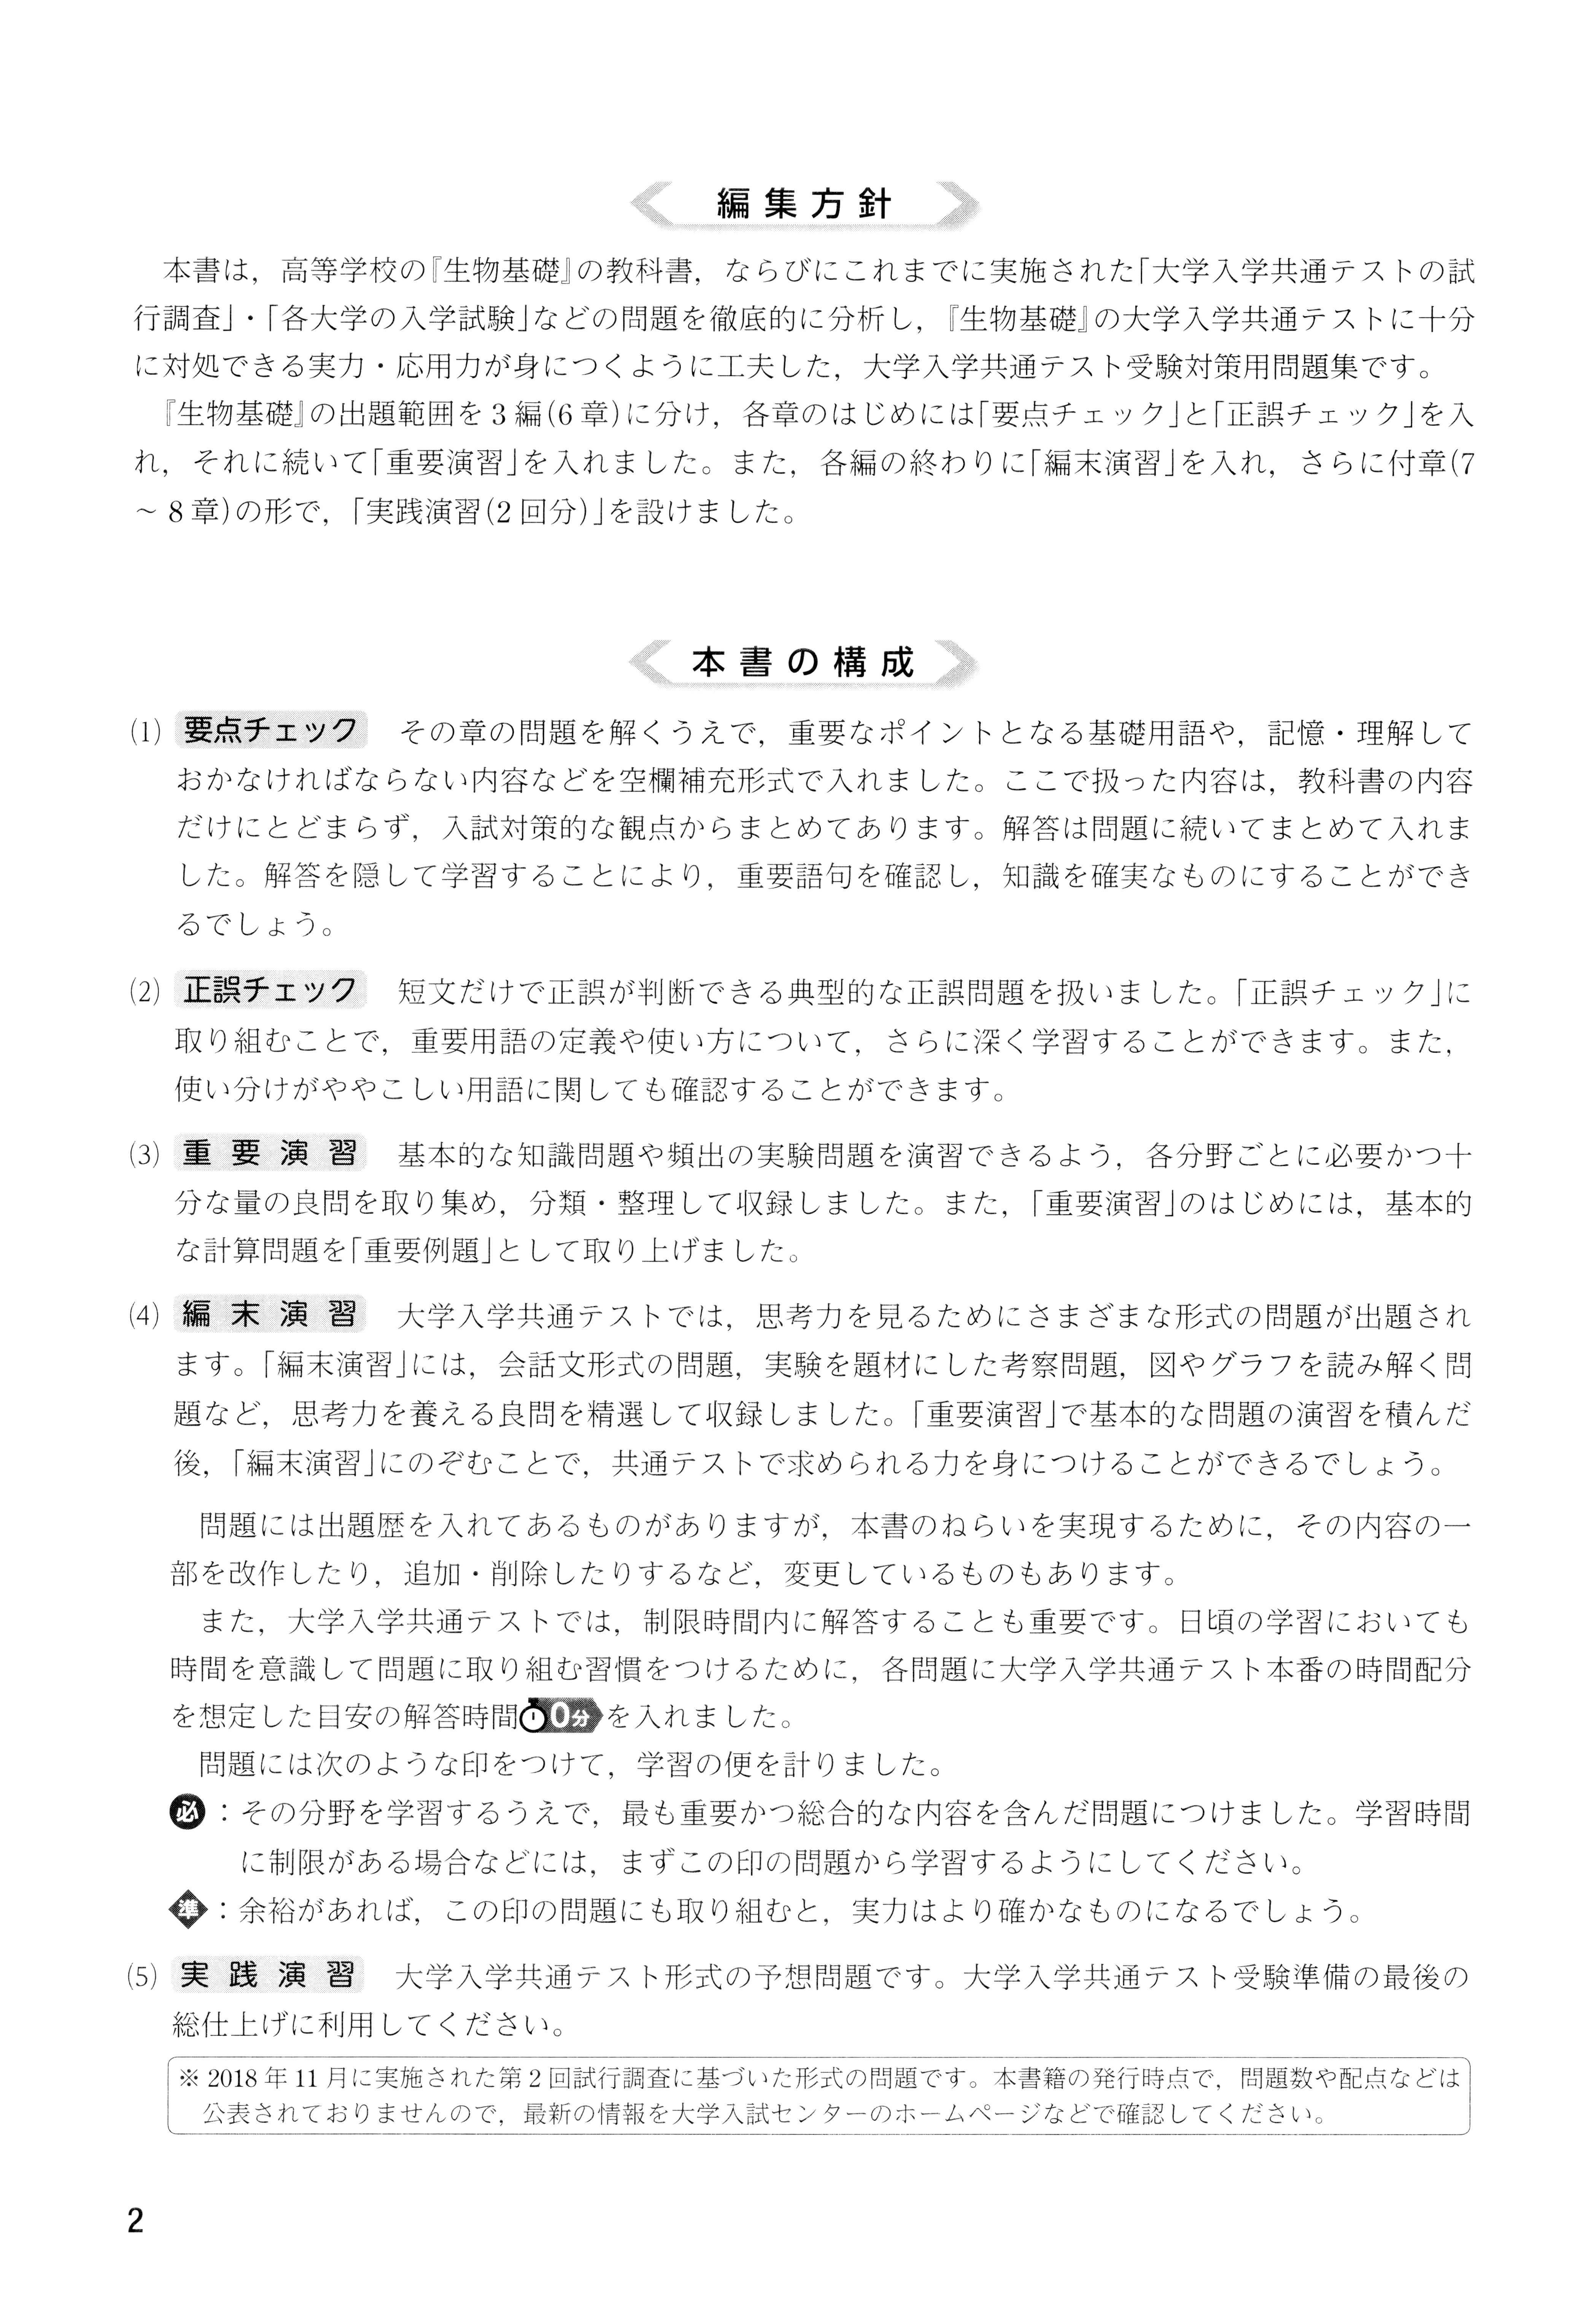 編集方針
本書は，高等学校の『生物基礎』の教科書，ならびにこれまでに実施された「大学入学共通テストの試
行調査」・「各大学の入学試験」などの問題を徹底的に分析し，『生物基礎』の大学入学共通テストに十分
に対処できる実力・応用力が身につくように工夫した，大学入学共通テスト受験対策用問題集です。
『生物基礎』の出題範囲を3編(6章)に分け，各章のはじめには「要点チェック」と「正誤チェック」を入
れ，それに続いて「重要演習」を入れました。また，各編の終わりに「編末演習」を入れ，さらに付章(7
～8章)の形で，「実践演習(2回分)」を設けました。
本書の構成
(1) 要点チェック　その章の問題を解くうえで，重要なポイントとなる基礎用語や，記憶・理解して
おかなければならない内容などを空欄補充形式で入れました。ここで扱った内容は，教科書の内容
だけにとどまらず，入試対策的な観点からまとめてあります。解答は問題に続いてまとめて入れま
した。解答を隠して学習することにより，重要語句を確認し，知識を確実なものにすることができ
るでしょう。
(2) 正誤チェック　短文だけで正誤が判断できる典型的な正誤問題を扱いました。「正誤チェック」に
取り組むことで，重要用語の定義や使い方について，さらに深く学習することができます。また，
使い分けがややこしい用語に関しても確認することができます。
(3) 重要演習　基本的な知識問題や頻出の実験問題を演習できるよう，各分野ごとに必要かつ十
分な量の良問を取り集め，分類・整理して収録しました。また，「重要演習」のはじめには，基本的
な計算問題を「重要例題」として取り上げました。
(4) 編末演習　大学入学共通テストでは，思考力を見るためにさまざまな形式の問題が出題され
ます。「編末演習」には，会話文形式の問題，実験を題材にした考察問題，図やグラフを読み解く問
題など，思考力を養える良問を精選して収録しました。「重要演習」で基本的な問題の演習を積んだ
後，「編末演習」にのぞむことで，共通テストで求められる力を身につけることができるでしょう。
問題には出題歴を入れてあるものがありますが，本書のねらいを実現するために，その内容の一
部を改作したり，追加・削除したりするなど，変更しているものもあります。
また，大学入学共通テストでは，制限時間内に解答することも重要です。日頃の学習においても
時間を意識して問題に取り組む習慣をつけるために，各問題に大学入学共通テスト本番の時間配分
を想定した目安の解答時間0分を入れました。
問題には次のような印をつけて，学習の便を計りました。
必：その分野を学習するうえで，最も重要かつ総合的な内容を含んだ問題につけました。学習時間
に制限がある場合などには，まずこの印の問題から学習するようにしてください。
準：余裕があれば，この印の問題にも取り組むと，実力はより確かなものになるでしょう。
(5) 実践演習　大学入学共通テスト形式の予想問題です。大学入学共通テスト受験準備の最後の
総仕上げに利用してください。
※2018年11月に実施された第2回試行調査に基づいた形式の問題です。本書籍の発行時点で，問題数や配点などは
公表されておりませんので，最新の情報を大学入試センターのホームページなどで確認してください。
2